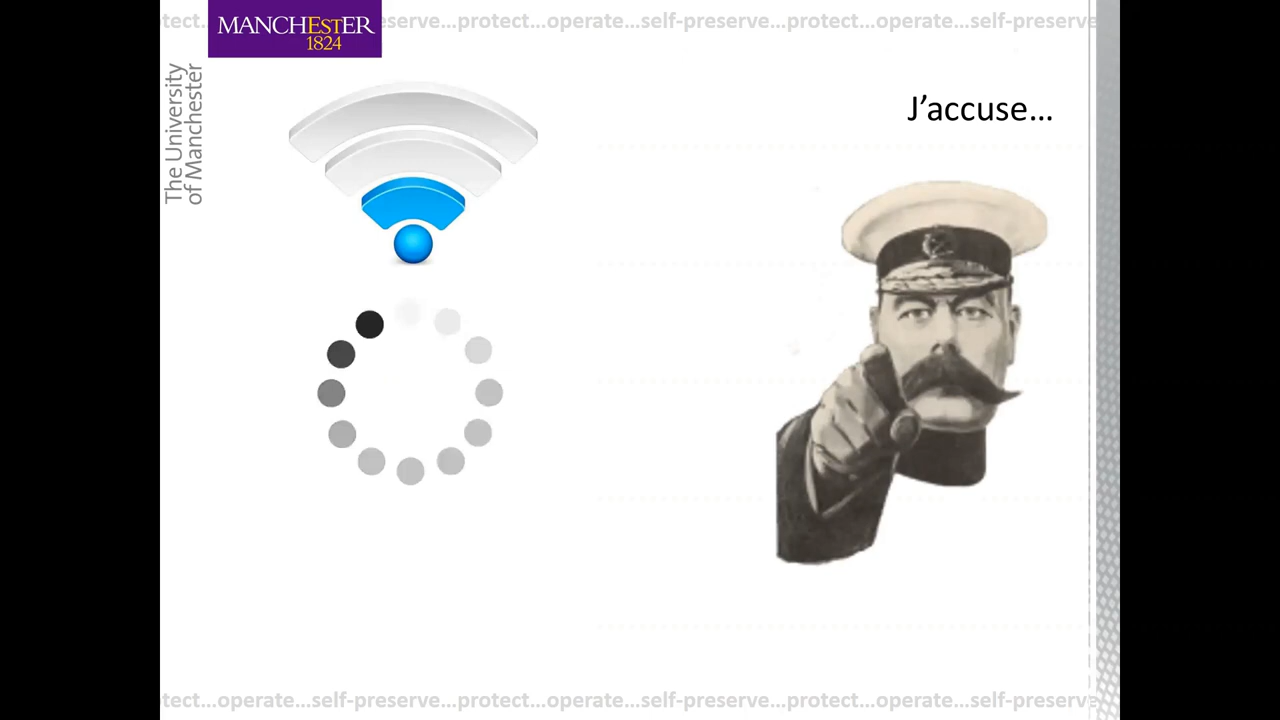 tect...operate...self-preserve...protect...operate...self-preserve...protect...operate...self-preserve
MANCHESTER
1824
The University
of Manchester
J’accuse...
tect...operate...self-preserve...protect...operate...self-preserve...protect...operate...self-preserve